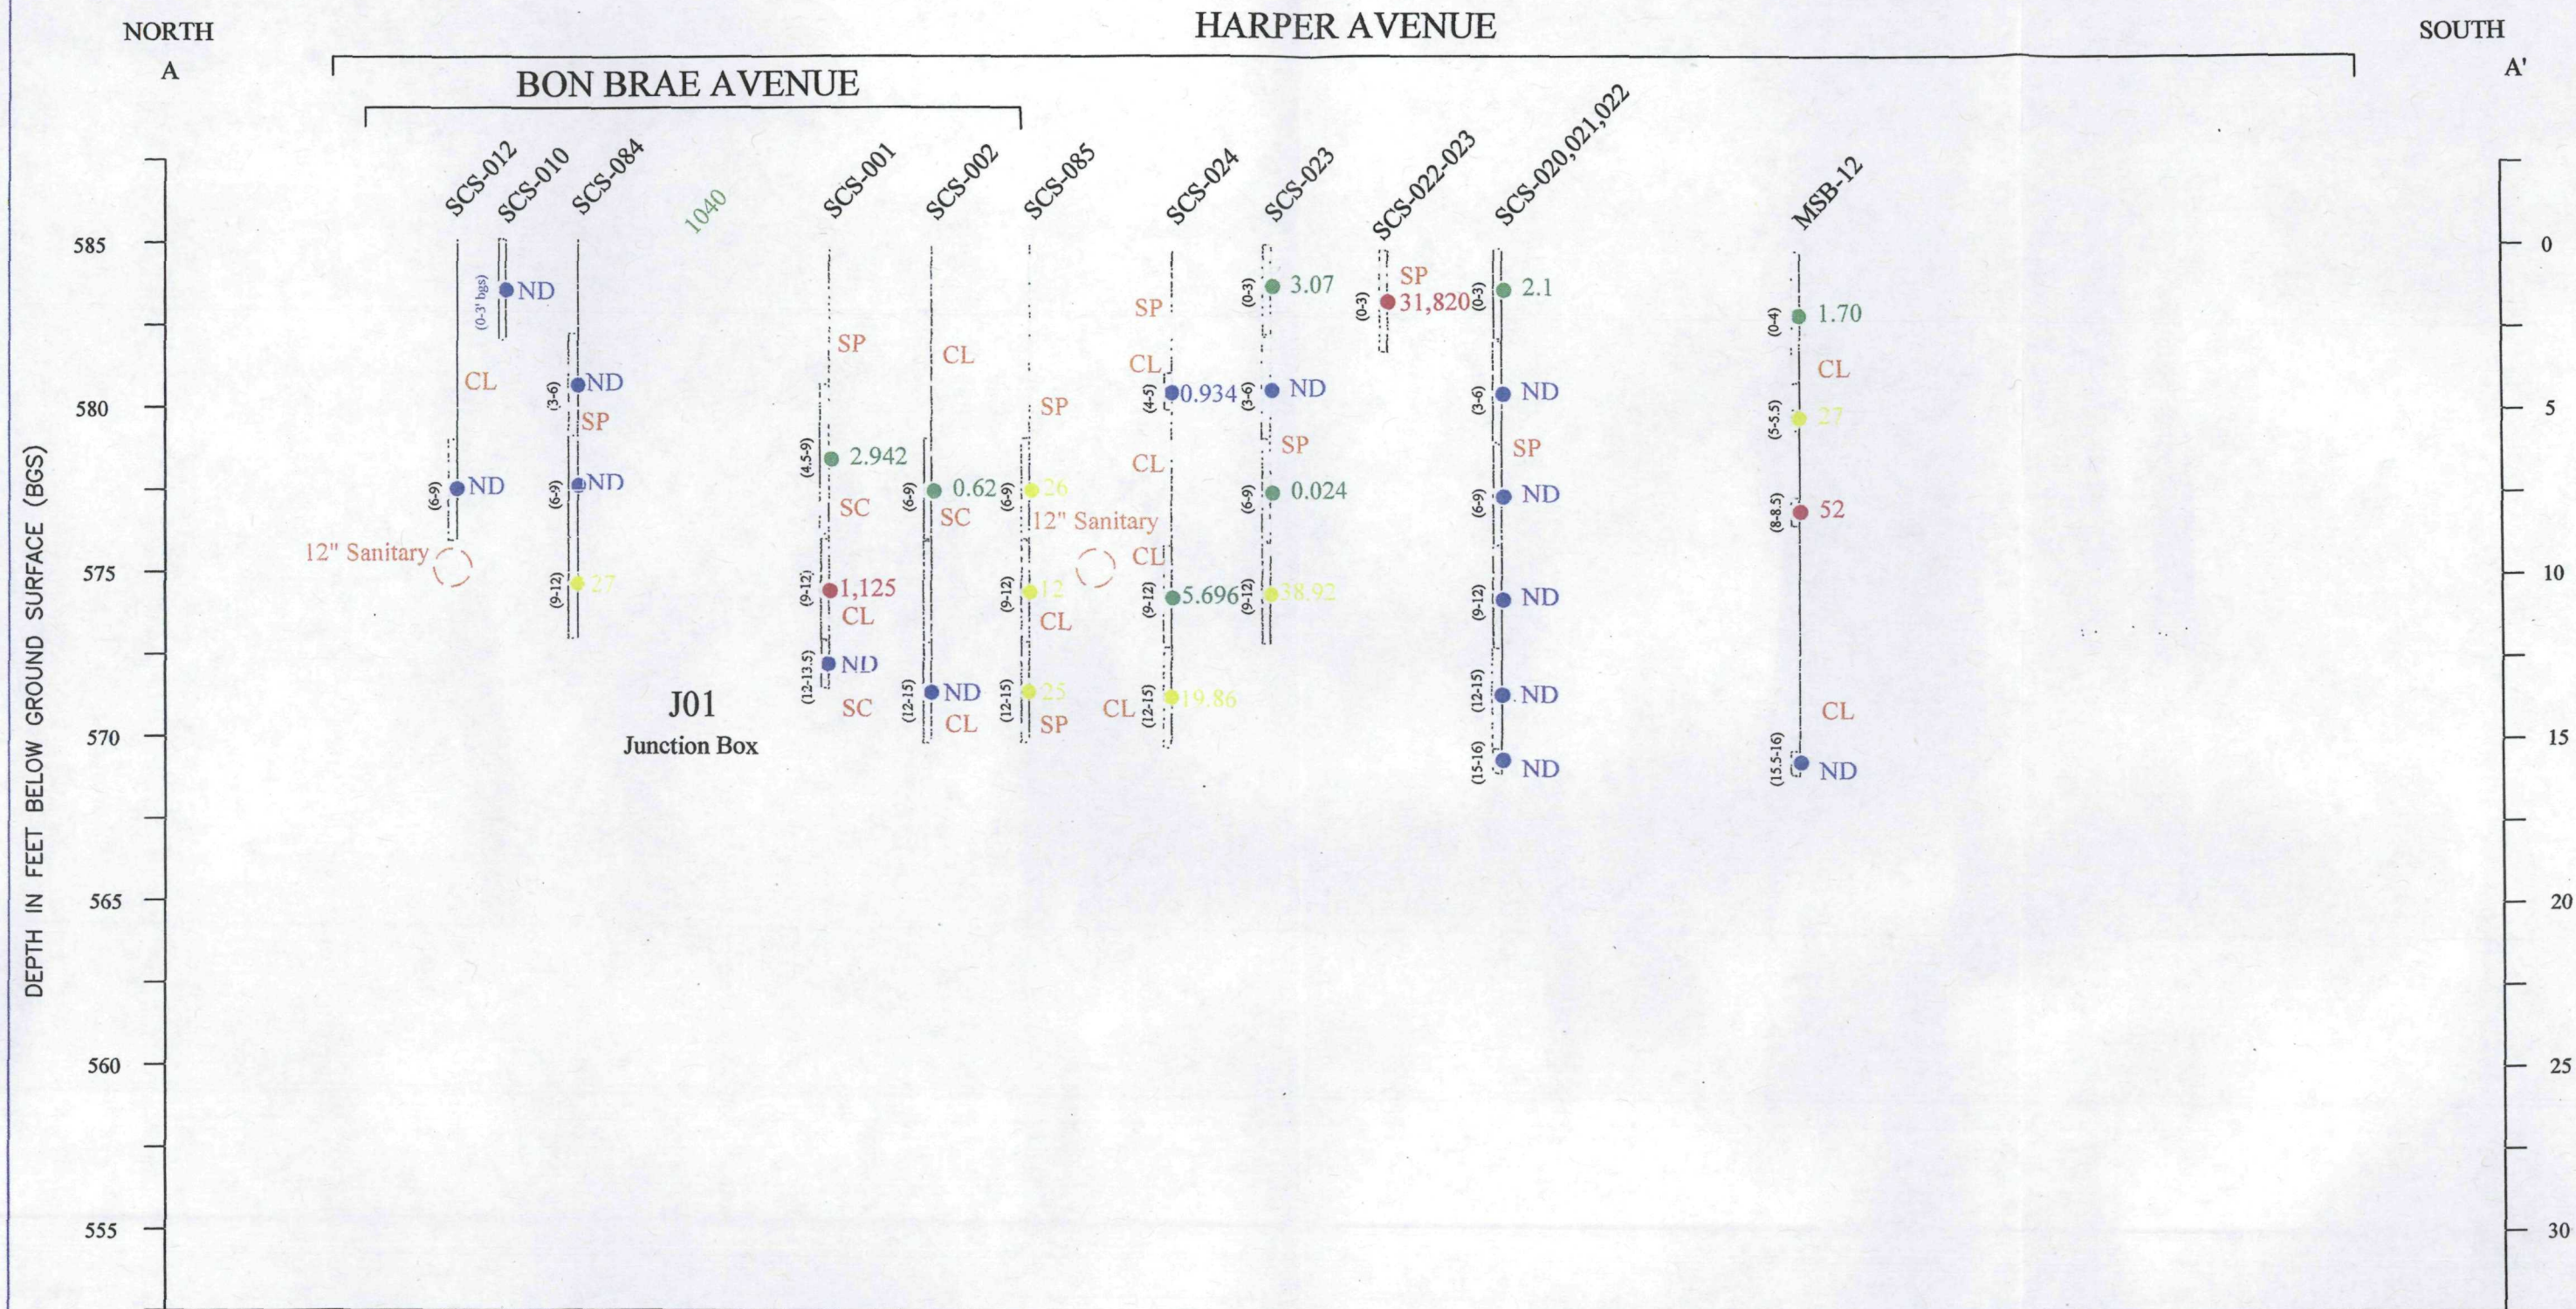 NORTH
HARPER AVENUE
SOUTH
A
A'
BON BRAE AVENUE
SCS-012
SCS-010
SCS-084
1040
SCS-001
SCS-002
SCS-085
SCS-024
SCS-023
SCS-022-023
SCS-020,021,022
MSB-12
DEPTH IN FEET BELOW GROUND SURFACE (BGS)
585
580
575
570
565
560
555
CL
(6-9)
ND
12" Sanitary
(0-3' bgs)
ND
(3-6)
ND
SP
(6-9)
ND
(9-12)
27
J01
Junction Box
SP
(4.5-9)
2.942
SC
(9-12)
1,125
CL
(12-13.5)
ND
SC
CL
(6-9)
0.62
SC
(12-15)
ND
CL
SP
(6-9)
26
12" Sanitary
(9-12)
12
CL
(12-15)
25
SP
SP
CL
(4-5)
0.934
CL
CL
(9-12)
5.696
CL
(12-15)
19.86
(0-3)
3.07
(3-6)
ND
SP
(6-9)
0.024
(9-12)
38.92
SP
(0-3)
31,820
(0-3)
2.1
(3-6)
ND
SP
(6-9)
ND
(9-12)
ND
(12-15)
ND
(15-16)
ND
(0-4)
1.70
CL
(5-5.5)
27
(8-8.5)
52
CL
(15.5-16)
ND
0
5
10
15
20
25
30